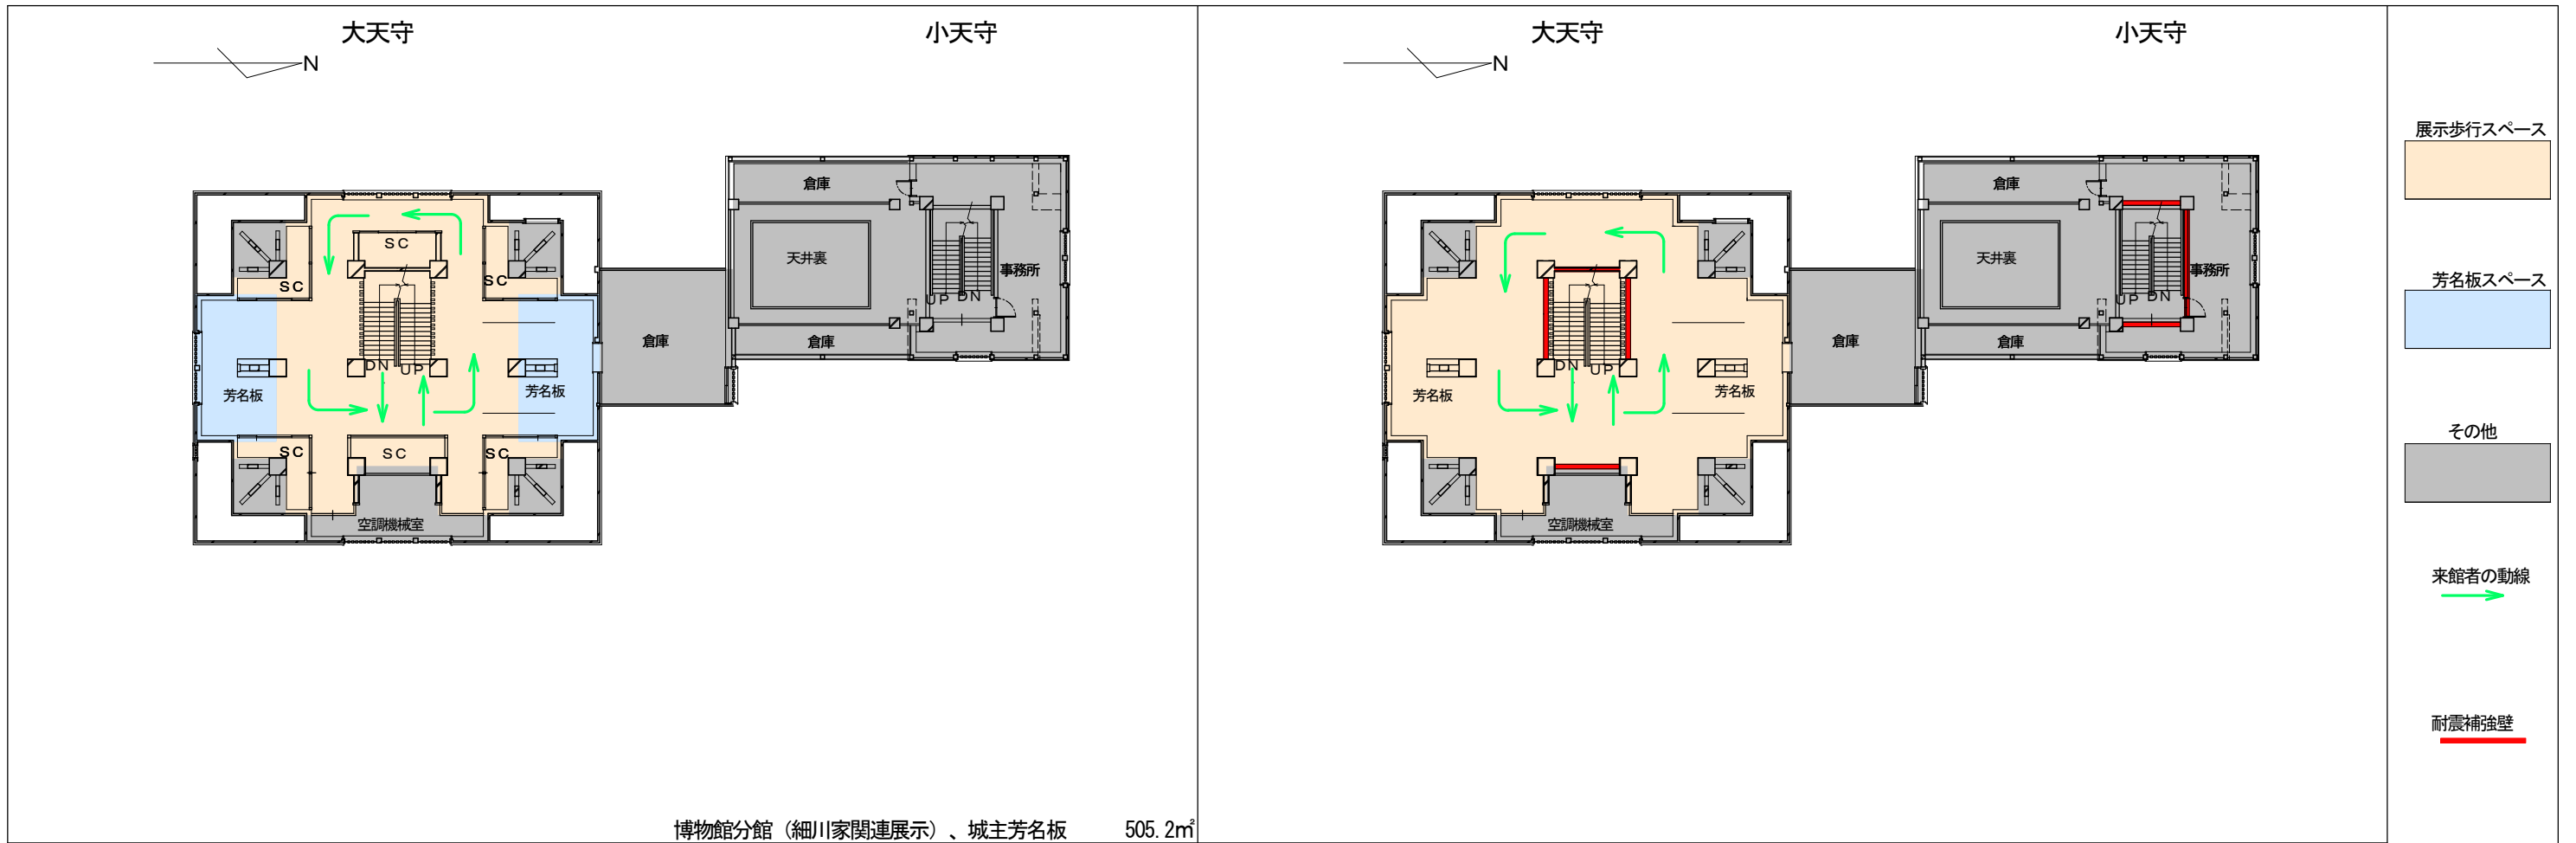 大天守
小天守
N
倉庫
SC
天井裏
事務所
SC
SC
UP
DN
倉庫
倉庫
DN
UP
芳名板
芳名板
SC
SC
SC
空調機械室
博物館分館（細川家関連展示）、城主芳名板　505.2㎡
大天守
小天守
N
倉庫
天井裏
事務所
UP
DN
倉庫
倉庫
DN
UP
芳名板
芳名板
空調機械室
展示歩行スペース
芳名板スペース
その他
来館者の動線
耐震補強壁